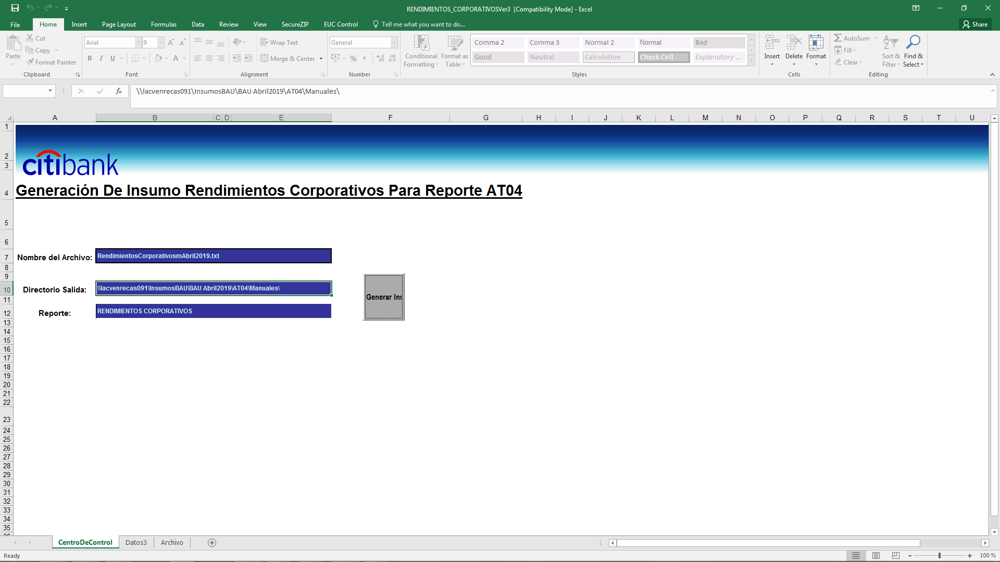 RENDIMIENTOS_CORPORATIVOSVer3 [Compatibility Mode] - Excel
File Home Insert Page Layout Formulas Data Review View SecureZIP EUC Control Tell me what you want to do... Share
Paste
Cut
Copy
Format Painter
Clipboard
Arial 9
B I U
Font
Wrap Text
Merge & Center
Alignment
General
%
Number
Conditional Formatting
Format as Table
Comma 2 Comma 3 Normal 2 Normal Bad
Good Neutral Calculation Check Cell Explanatory ...
Styles
Insert Delete Format
Cells
AutoSum
Fill
Clear
Sort & Filter
Find & Select
Editing
fx \\lacvenrecas091\InsumosBAU\BAU Abril2019\AT04\Manuales\
A B C D E F G H I J K L M N O P Q R S T U
1
2
citibank
3
4 Generación De Insumo Rendimientos Corporativos Para Reporte AT04
5
6
7 Nombre del Archivo: RendimientosCorporativosmAbril2019.txt
8
9
10 Directorio Salida: \\lacvenrecas091\InsumosBAU\BAU Abril2019\AT04\Manuales\
Generar Ins
11
12 Reporte: RENDIMIENTOS CORPORATIVOS
13
14
15
16
17
18
19
20
21
22
23
24
25
26
27
28
29
30
31
32
33
34
35
CentroDeControl Datos3 Archivo
Ready 100 %